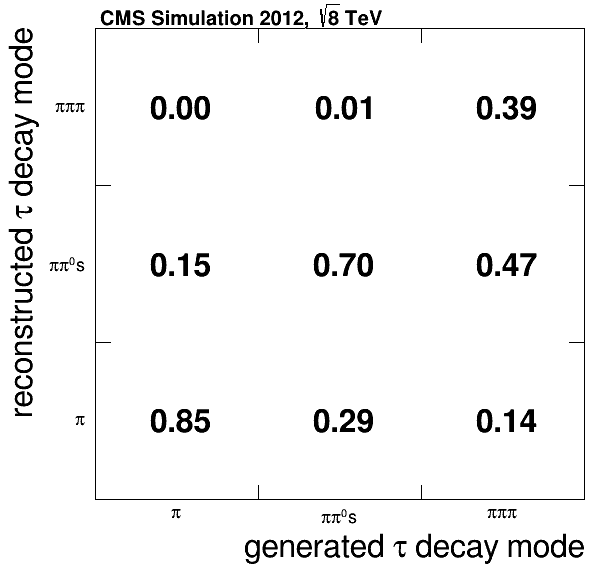 CMS Simulation 2012, √8 TeV
reconstructed τ decay mode
πππ 0.00 0.01 0.39
ππ⁰s 0.15 0.70 0.47
π 0.85 0.29 0.14
π ππ⁰s πππ
generated τ decay mode